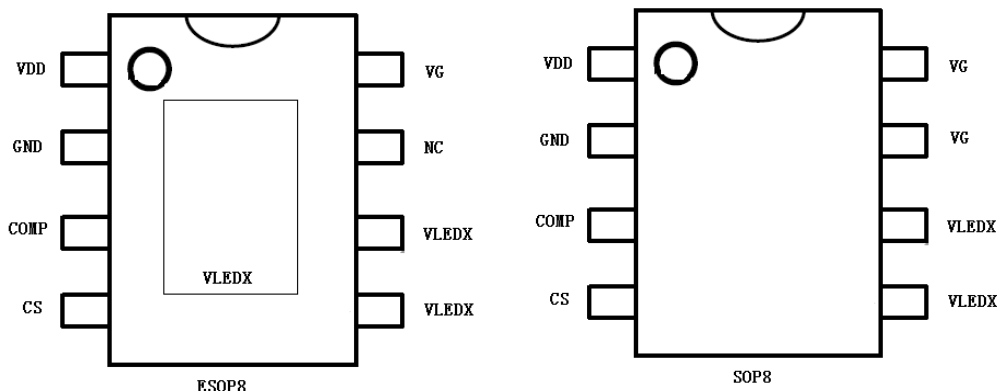 VDD
VG
GND
NC
COMP
VLEDX
VLEDX
CS
VLEDX
ESOP8
VDD
VG
GND
VG
COMP
VLEDX
CS
VLEDX
SOP8